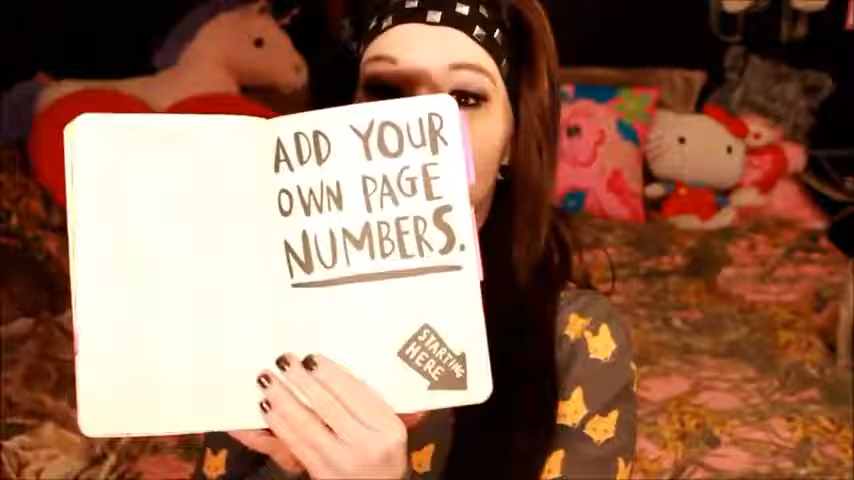 ADD YOUR
OWN PAGE
NUMBERS.
STARTING
HERE